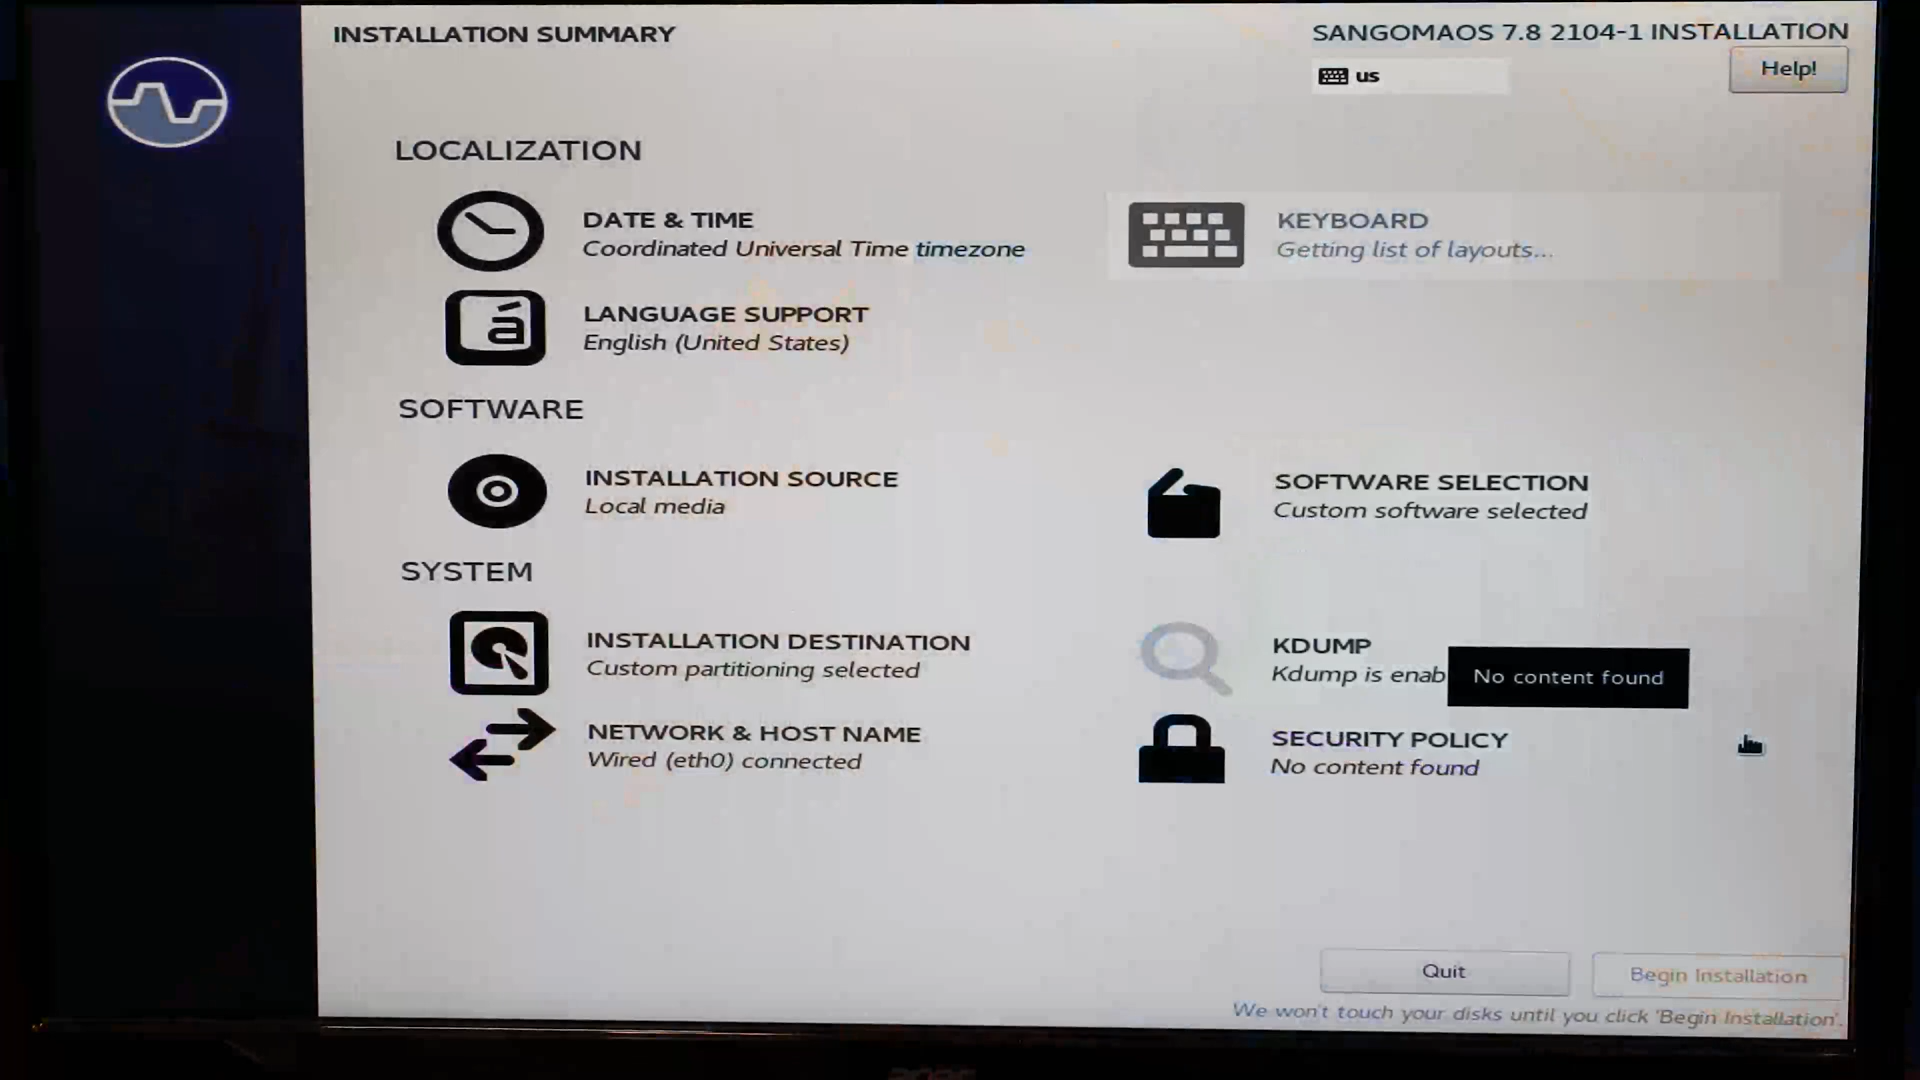 INSTALLATION SUMMARY
SANGOMAOS 7.8 2104-1 INSTALLATION
us
Help!
LOCALIZATION
DATE & TIME
Coordinated Universal Time timezone
KEYBOARD
Getting list of layouts...
á
LANGUAGE SUPPORT
English (United States)
SOFTWARE
INSTALLATION SOURCE
Local media
SOFTWARE SELECTION
Custom software selected
SYSTEM
INSTALLATION DESTINATION
Custom partitioning selected
KDUMP
Kdump is enab
No content found
NETWORK & HOST NAME
Wired (eth0) connected
SECURITY POLICY
No content found
Quit
Begin Installation
We won't touch your disks until you click 'Begin Installation'.
acer